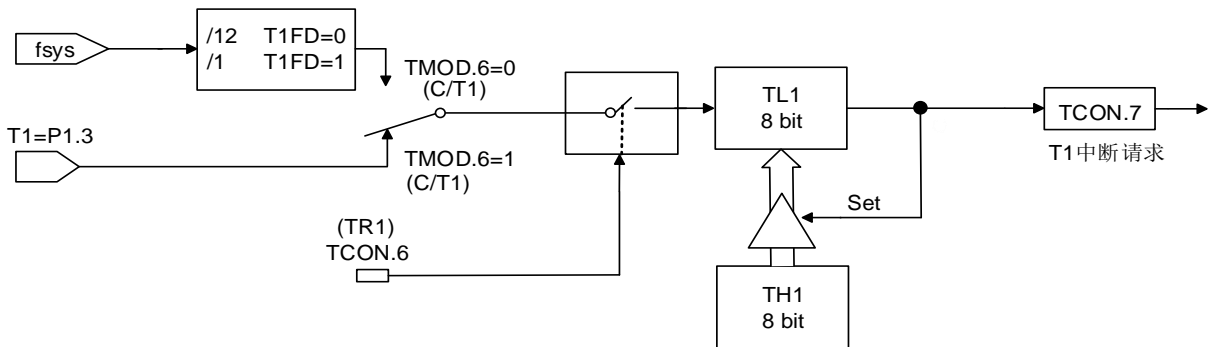 fsys
/12 T1FD=0
/1 T1FD=1
TMOD.6=0
(C/T1)
T1=P1.3
TMOD.6=1
(C/T1)
TL1
8 bit
TCON.7
T1中断请求
Set
(TR1)
TCON.6
TH1
8 bit